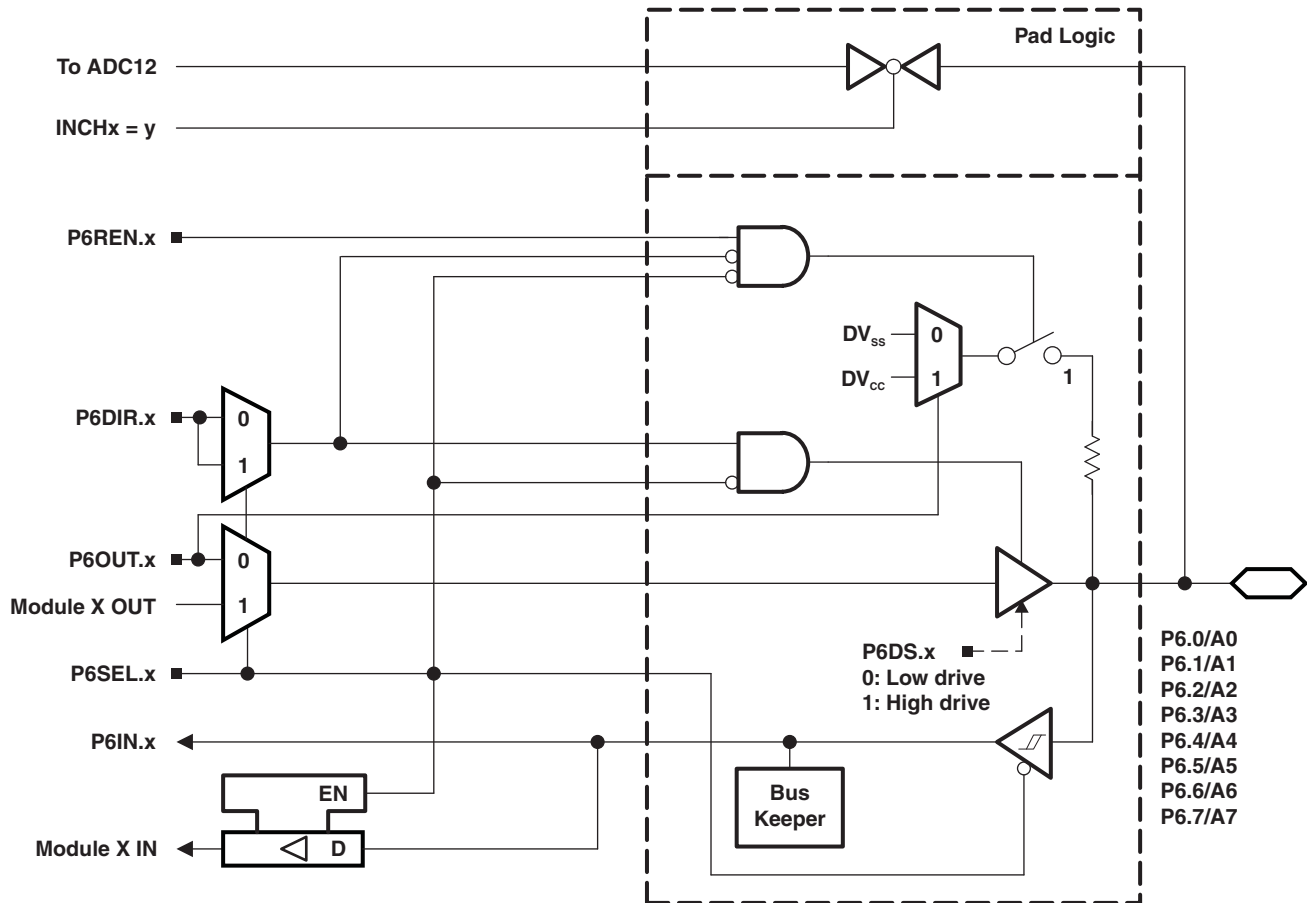 Pad Logic
To ADC12
INCHx = y
P6REN.x
DVSS
0
DVCC
1
1
P6DIR.x
0
1
P6OUT.x
0
Module X OUT
1
P6SEL.x
P6DS.x
0: Low drive
1: High drive
P6.0/A0
P6.1/A1
P6.2/A2
P6.3/A3
P6.4/A4
P6.5/A5
P6.6/A6
P6.7/A7
P6IN.x
Bus
Keeper
EN
Module X IN
D